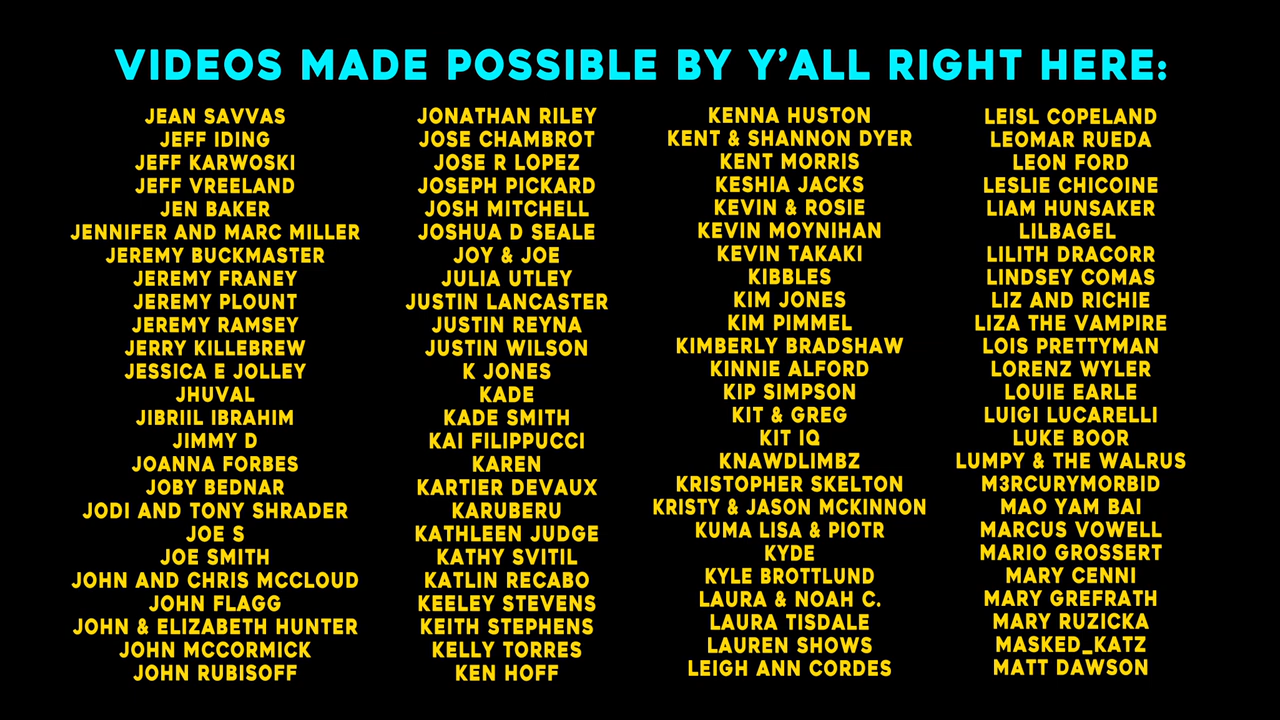 VIDEOS MADE POSSIBLE BY Y'ALL RIGHT HERE:
JEAN SAVVAS
JEFF IDING
JEFF KARWOSKI
JEFF VREELAND
JEN BAKER
JENNIFER AND MARC MILLER
JEREMY BUCKMASTER
JEREMY FRANEY
JEREMY PLOUNT
JEREMY RAMSEY
JERRY KILLEBREW
JESSICA E JOLLEY
JHUVAL
JIBRIIL IBRAHIM
JIMMY D
JOANNA FORBES
JOBY BEDNAR
JODI AND TONY SHRADER
JOE S
JOE SMITH
JOHN AND CHRIS MCCLOUD
JOHN FLAGG
JOHN & ELIZABETH HUNTER
JOHN MCCORMICK
JOHN RUBISOFF
JONATHAN RILEY
JOSE CHAMBROT
JOSE R LOPEZ
JOSEPH PICKARD
JOSH MITCHELL
JOSHUA D SEALE
JOY & JOE
JULIA UTLEY
JUSTIN LANCASTER
JUSTIN REYNA
JUSTIN WILSON
K JONES
KADE
KADE SMITH
KAI FILIPPUCCI
KAREN
KARTIER DEVAUX
KARUBERU
KATHLEEN JUDGE
KATHY SVITIL
KATLIN RECABO
KEELEY STEVENS
KEITH STEPHENS
KELLY TORRES
KEN HOFF
KENNA HUSTON
KENT & SHANNON DYER
KENT MORRIS
KESHIA JACKS
KEVIN & ROSIE
KEVIN MOYNIHAN
KEVIN TAKAKI
KIBBLES
KIM JONES
KIM PIMMEL
KIMBERLY BRADSHAW
KINNIE ALFORD
KIP SIMPSON
KIT & GREG
KIT IQ
KNAWDLIMBZ
KRISTOPHER SKELTON
KRISTY & JASON MCKINNON
KUMA LISA & PIOTR
KYDE
KYLE BROTTLUND
LAURA & NOAH C.
LAURA TISDALE
LAUREN SHOWS
LEIGH ANN CORDES
LEISL COPELAND
LEOMAR RUEDA
LEON FORD
LESLIE CHICOINE
LIAM HUNSAKER
LILBAGEL
LILITH DRACORR
LINDSEY COMAS
LIZ AND RICHIE
LIZA THE VAMPIRE
LOIS PRETTYMAN
LORENZ WYLER
LOUIE EARLE
LUIGI LUCARELLI
LUKE BOOR
LUMPY & THE WALRUS
M3RCURYMORBID
MAO YAM BAI
MARCUS VOWELL
MARIO GROSSERT
MARY CENNI
MARY GREFRATH
MARY RUZICKA
MASKED_KATZ
MATT DAWSON